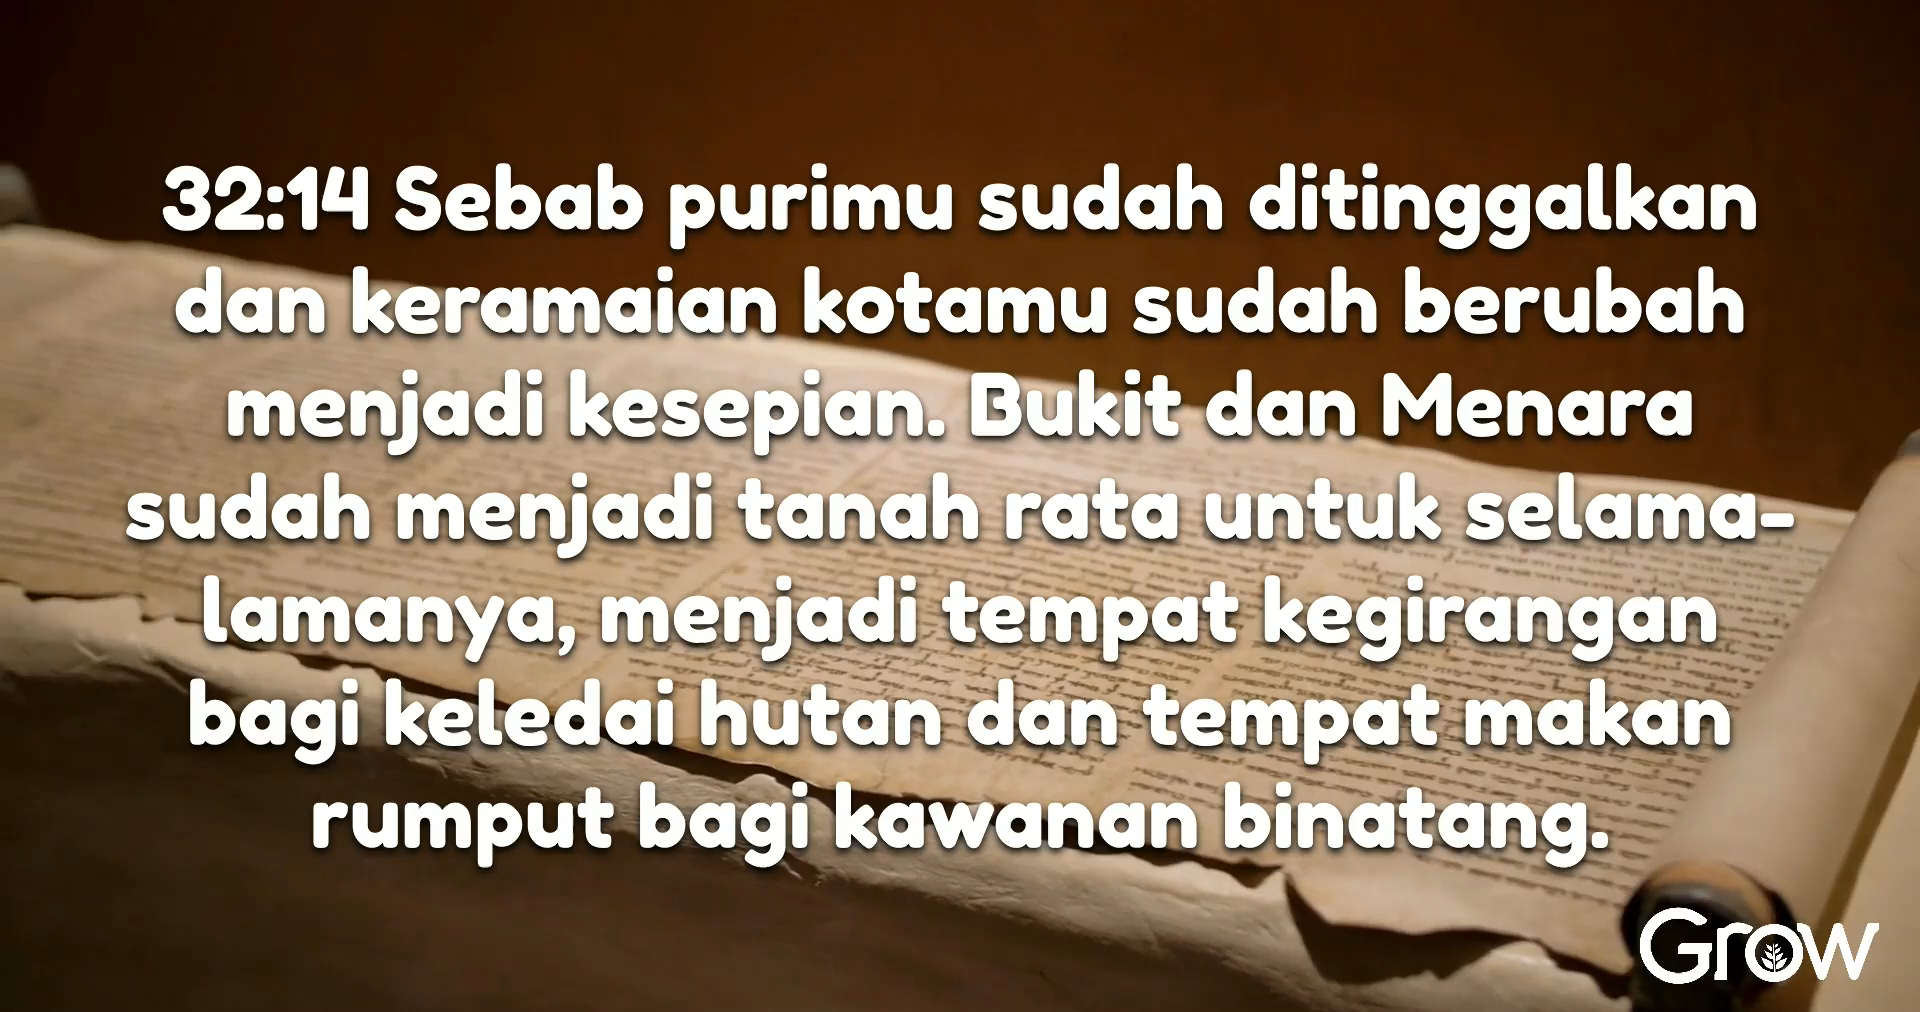 32:14 Sebab purimu sudah ditinggalkan
dan keramaian kotamu sudah berubah
menjadi kesepian. Bukit dan Menara
sudah menjadi tanah rata untuk selama-
lamanya, menjadi tempat kegirangan
bagi keledai hutan dan tempat makan
rumput bagi kawanan binatang.
Grow